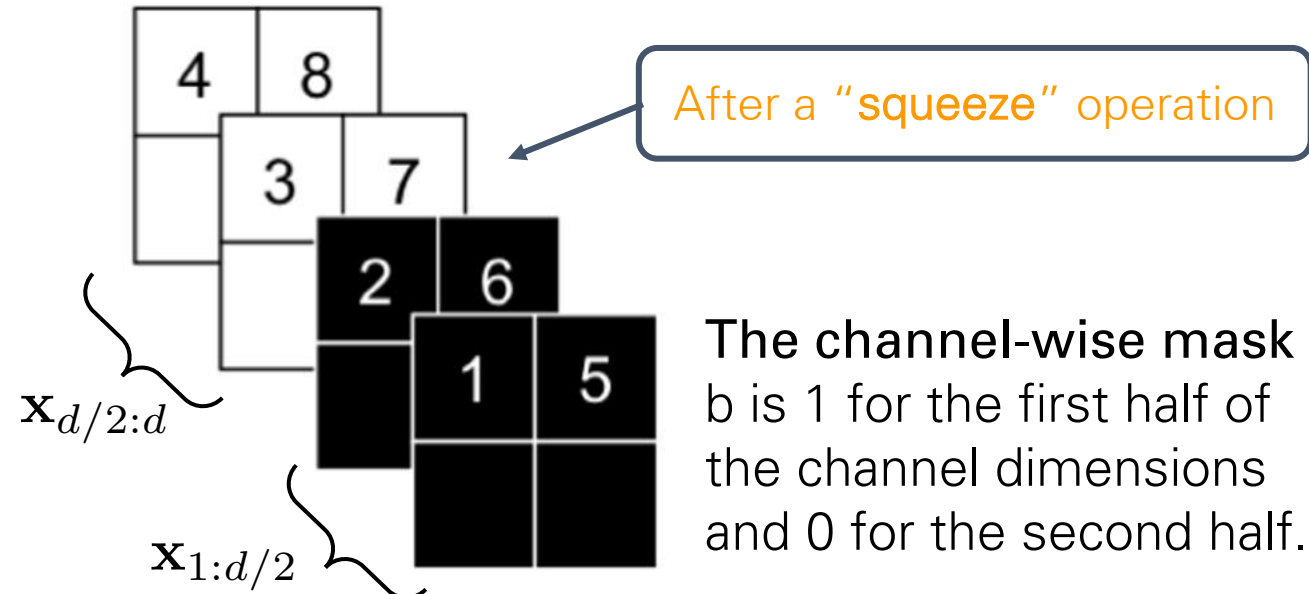 4 8
After a “squeeze” operation
3 7
2 6
1 5
The channel-wise mask
b is 1 for the first half of
the channel dimensions
and 0 for the second half.
x_{d/2:d}
x_{1:d/2}